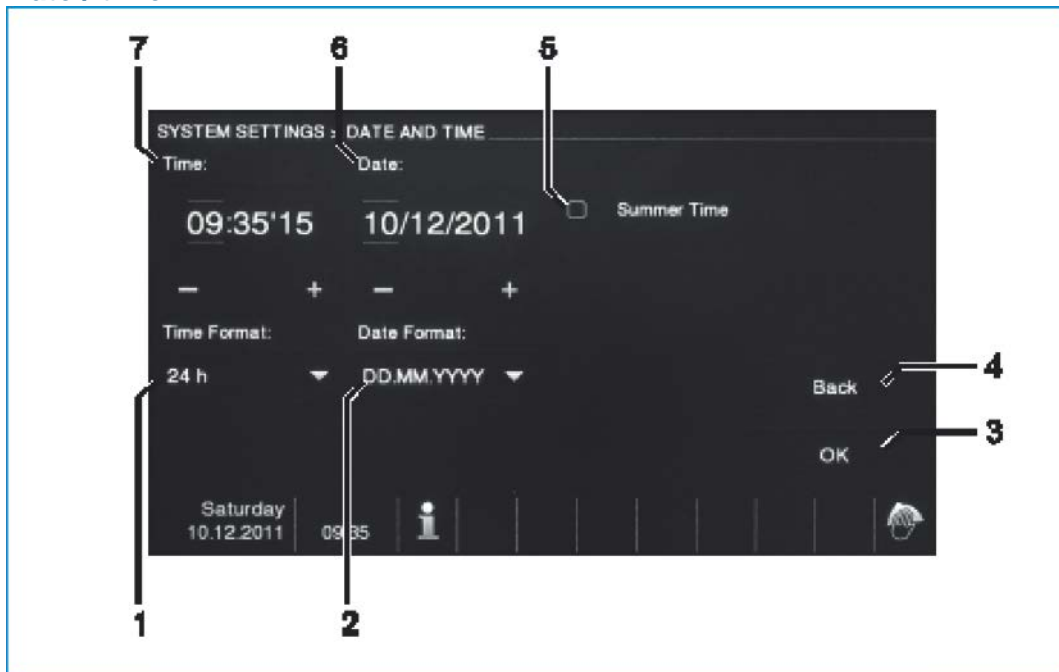 7 6 5
SYSTEM SETTINGS : DATE AND TIME
Time: Date:
09:35'15 10/12/2011 Summer Time
− + − +
Time Format: Date Format:
24 h DD.MM.YYYY
Back 4
OK 3
Saturday
10.12.2011 09:35 i
1 2